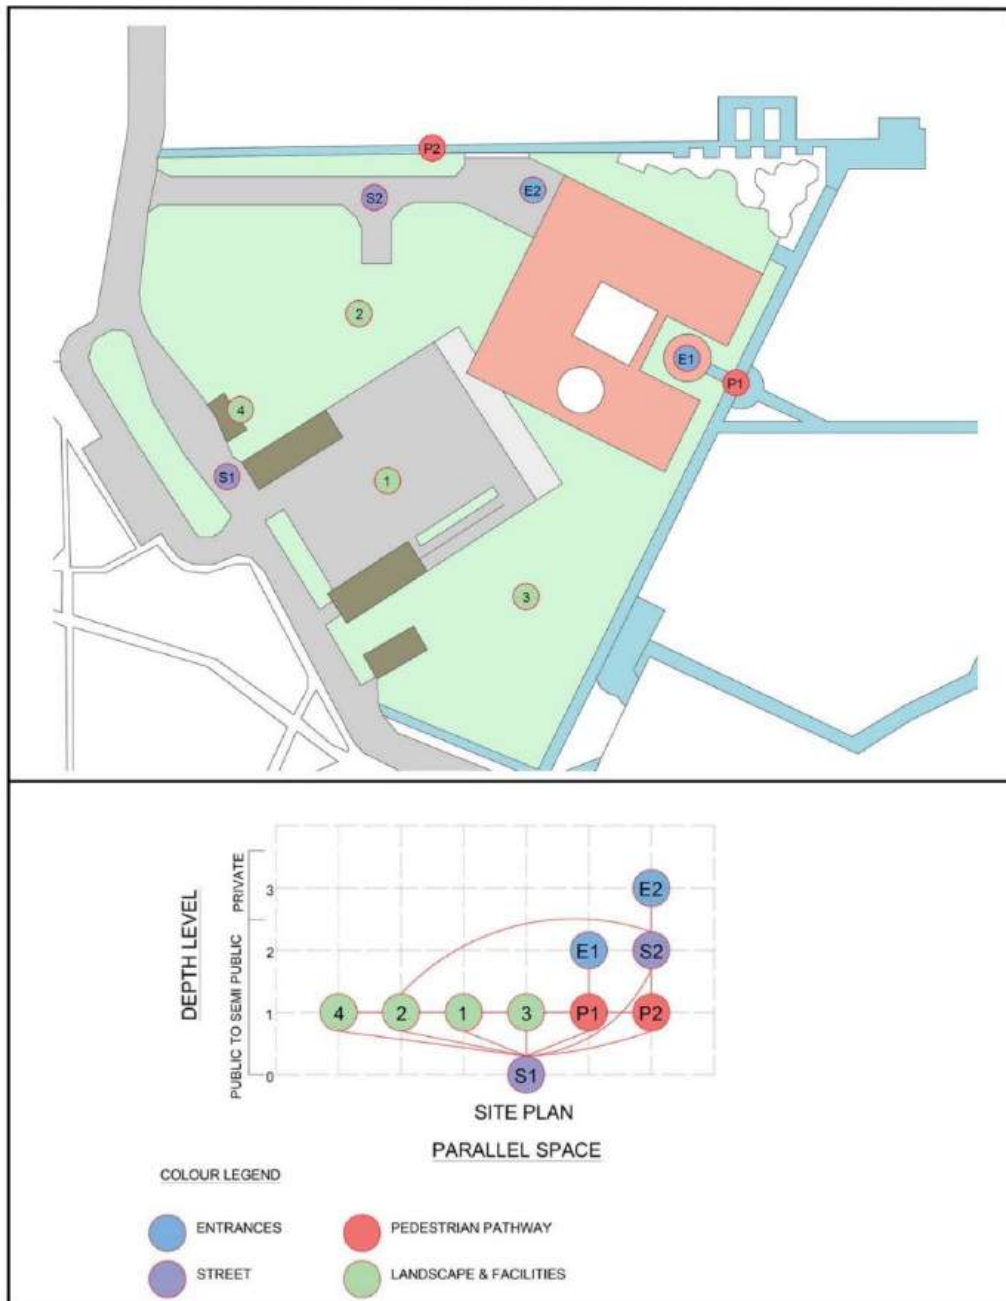 P2
S2
E2
2
E1
P1
4
S1
1
3
DEPTH LEVEL
PUBLIC TO SEMI PUBLIC
PRIVATE
3
E2
2
E1
S2
1
4
2
1
3
P1
P2
0
S1
SITE PLAN
PARALLEL SPACE
COLOUR LEGEND
ENTRANCES
PEDESTRIAN PATHWAY
STREET
LANDSCAPE & FACILITIES